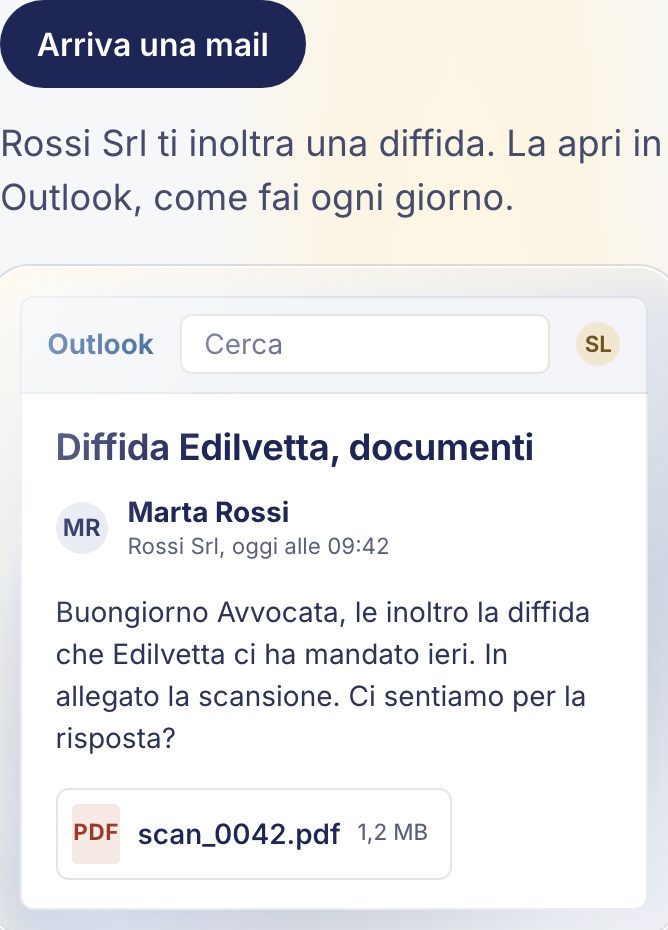 Arriva una mail
Rossi Srl ti inoltra una diffida. La apri in
Outlook, come fai ogni giorno.
Outlook
Cerca
SL
Diffida Edilvetta, documenti
MR
Marta Rossi
Rossi Srl, oggi alle 09:42
Buongiorno Avvocata, le inoltro la diffida
che Edilvetta ci ha mandato ieri. In
allegato la scansione. Ci sentiamo per la
risposta?
PDF
scan_0042.pdf
1,2 MB